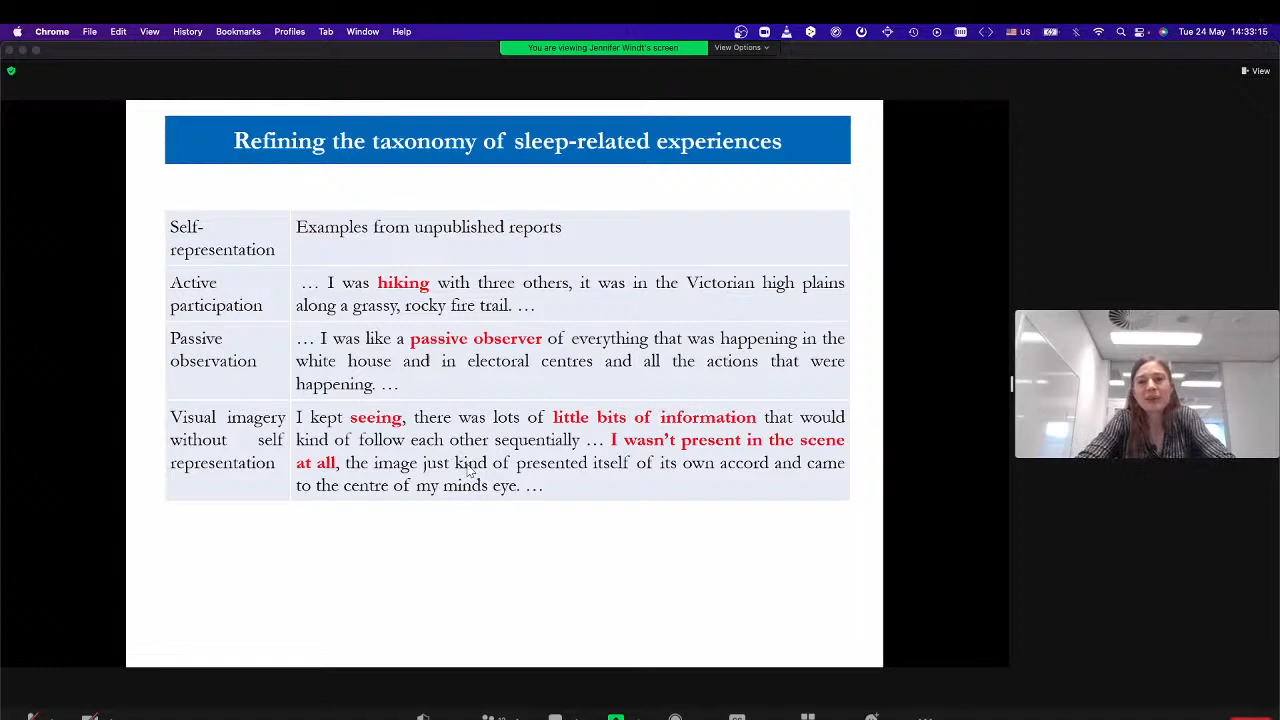 Chrome File Edit View History Bookmarks Profiles Tab Window Help US Tue 24 May 14:33:15
You are viewing Jennifer Windt's screen View Options
View
Refining the taxonomy of sleep-related experiences
Self-
representation
Examples from unpublished reports
Active
participation
… I was hiking with three others, it was in the Victorian high plains
along a grassy, rocky fire trail. …
Passive
observation
… I was like a passive observer of everything that was happening in the
white house and in electoral centres and all the actions that were
happening. …
Visual imagery
without self
representation
I kept seeing, there was lots of little bits of information that would
kind of follow each other sequentially … I wasn't present in the scene
at all, the image just kind of presented itself of its own accord and came
to the centre of my minds eye. …